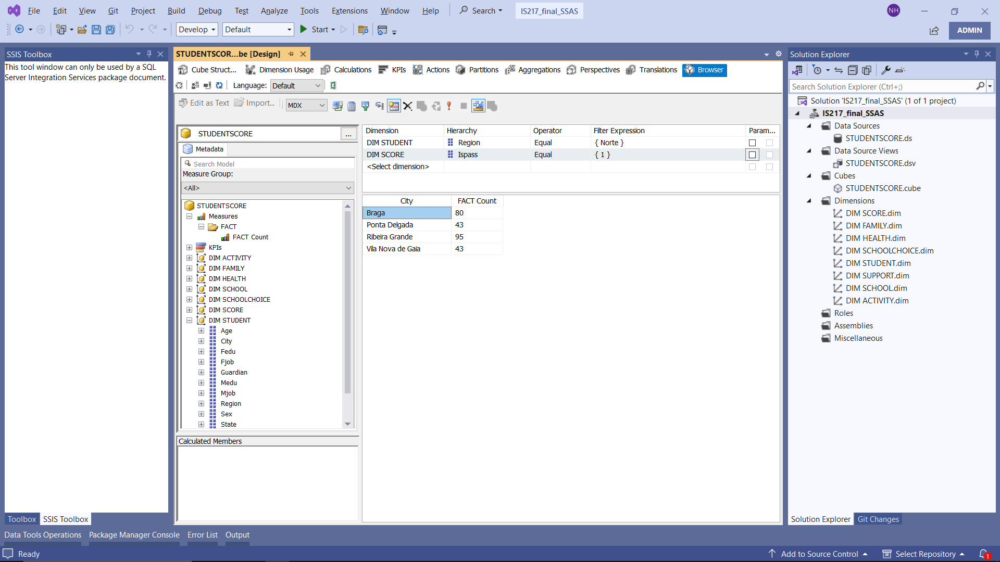 File Edit View Git Project Build Debug Test Analyze Tools Extensions Window Help Search IS217_final_SSAS NH
Develop Default Start ADMIN
SSIS Toolbox
This tool window can only be used by a SQL
Server Integration Services package document.
STUDENTSCOR...be [Design]
Cube Struct... Dimension Usage Calculations KPIs Actions Partitions Aggregations Perspectives Translations Browser
Language: Default
Edit as Text Import... MDX
STUDENTSCORE ...
Metadata
Search Model
Measure Group:
<All>
STUDENTSCORE
Measures
FACT
FACT Count
KPIs
DIM ACTIVITY
DIM FAMILY
DIM HEALTH
DIM SCHOOL
DIM SCHOOLCHOICE
DIM SCORE
DIM STUDENT
Age
City
Fedu
Fjob
Guardian
Medu
Mjob
Region
Sex
State
Calculated Members
Dimension Hierarchy Operator Filter Expression Param...
DIM STUDENT Region Equal { Norte }
DIM SCORE Ispass Equal { 1 }
<Select dimension>
City FACT Count
Braga 80
Ponta Delgada 43
Ribeira Grande 95
Vila Nova de Gaia 43
Solution Explorer
Search Solution Explorer (Ctrl+;)
Solution 'IS217_final_SSAS' (1 of 1 project)
IS217_final_SSAS
Data Sources
STUDENTSCORE.ds
Data Source Views
STUDENTSCORE.dsv
Cubes
STUDENTSCORE.cube
Dimensions
DIM SCORE.dim
DIM FAMILY.dim
DIM HEALTH.dim
DIM SCHOOLCHOICE.dim
DIM STUDENT.dim
DIM SUPPORT.dim
DIM SCHOOL.dim
DIM ACTIVITY.dim
Roles
Assemblies
Miscellaneous
Toolbox SSIS Toolbox
Solution Explorer Git Changes
Data Tools Operations Package Manager Console Error List Output
Ready Add to Source Control Select Repository 1